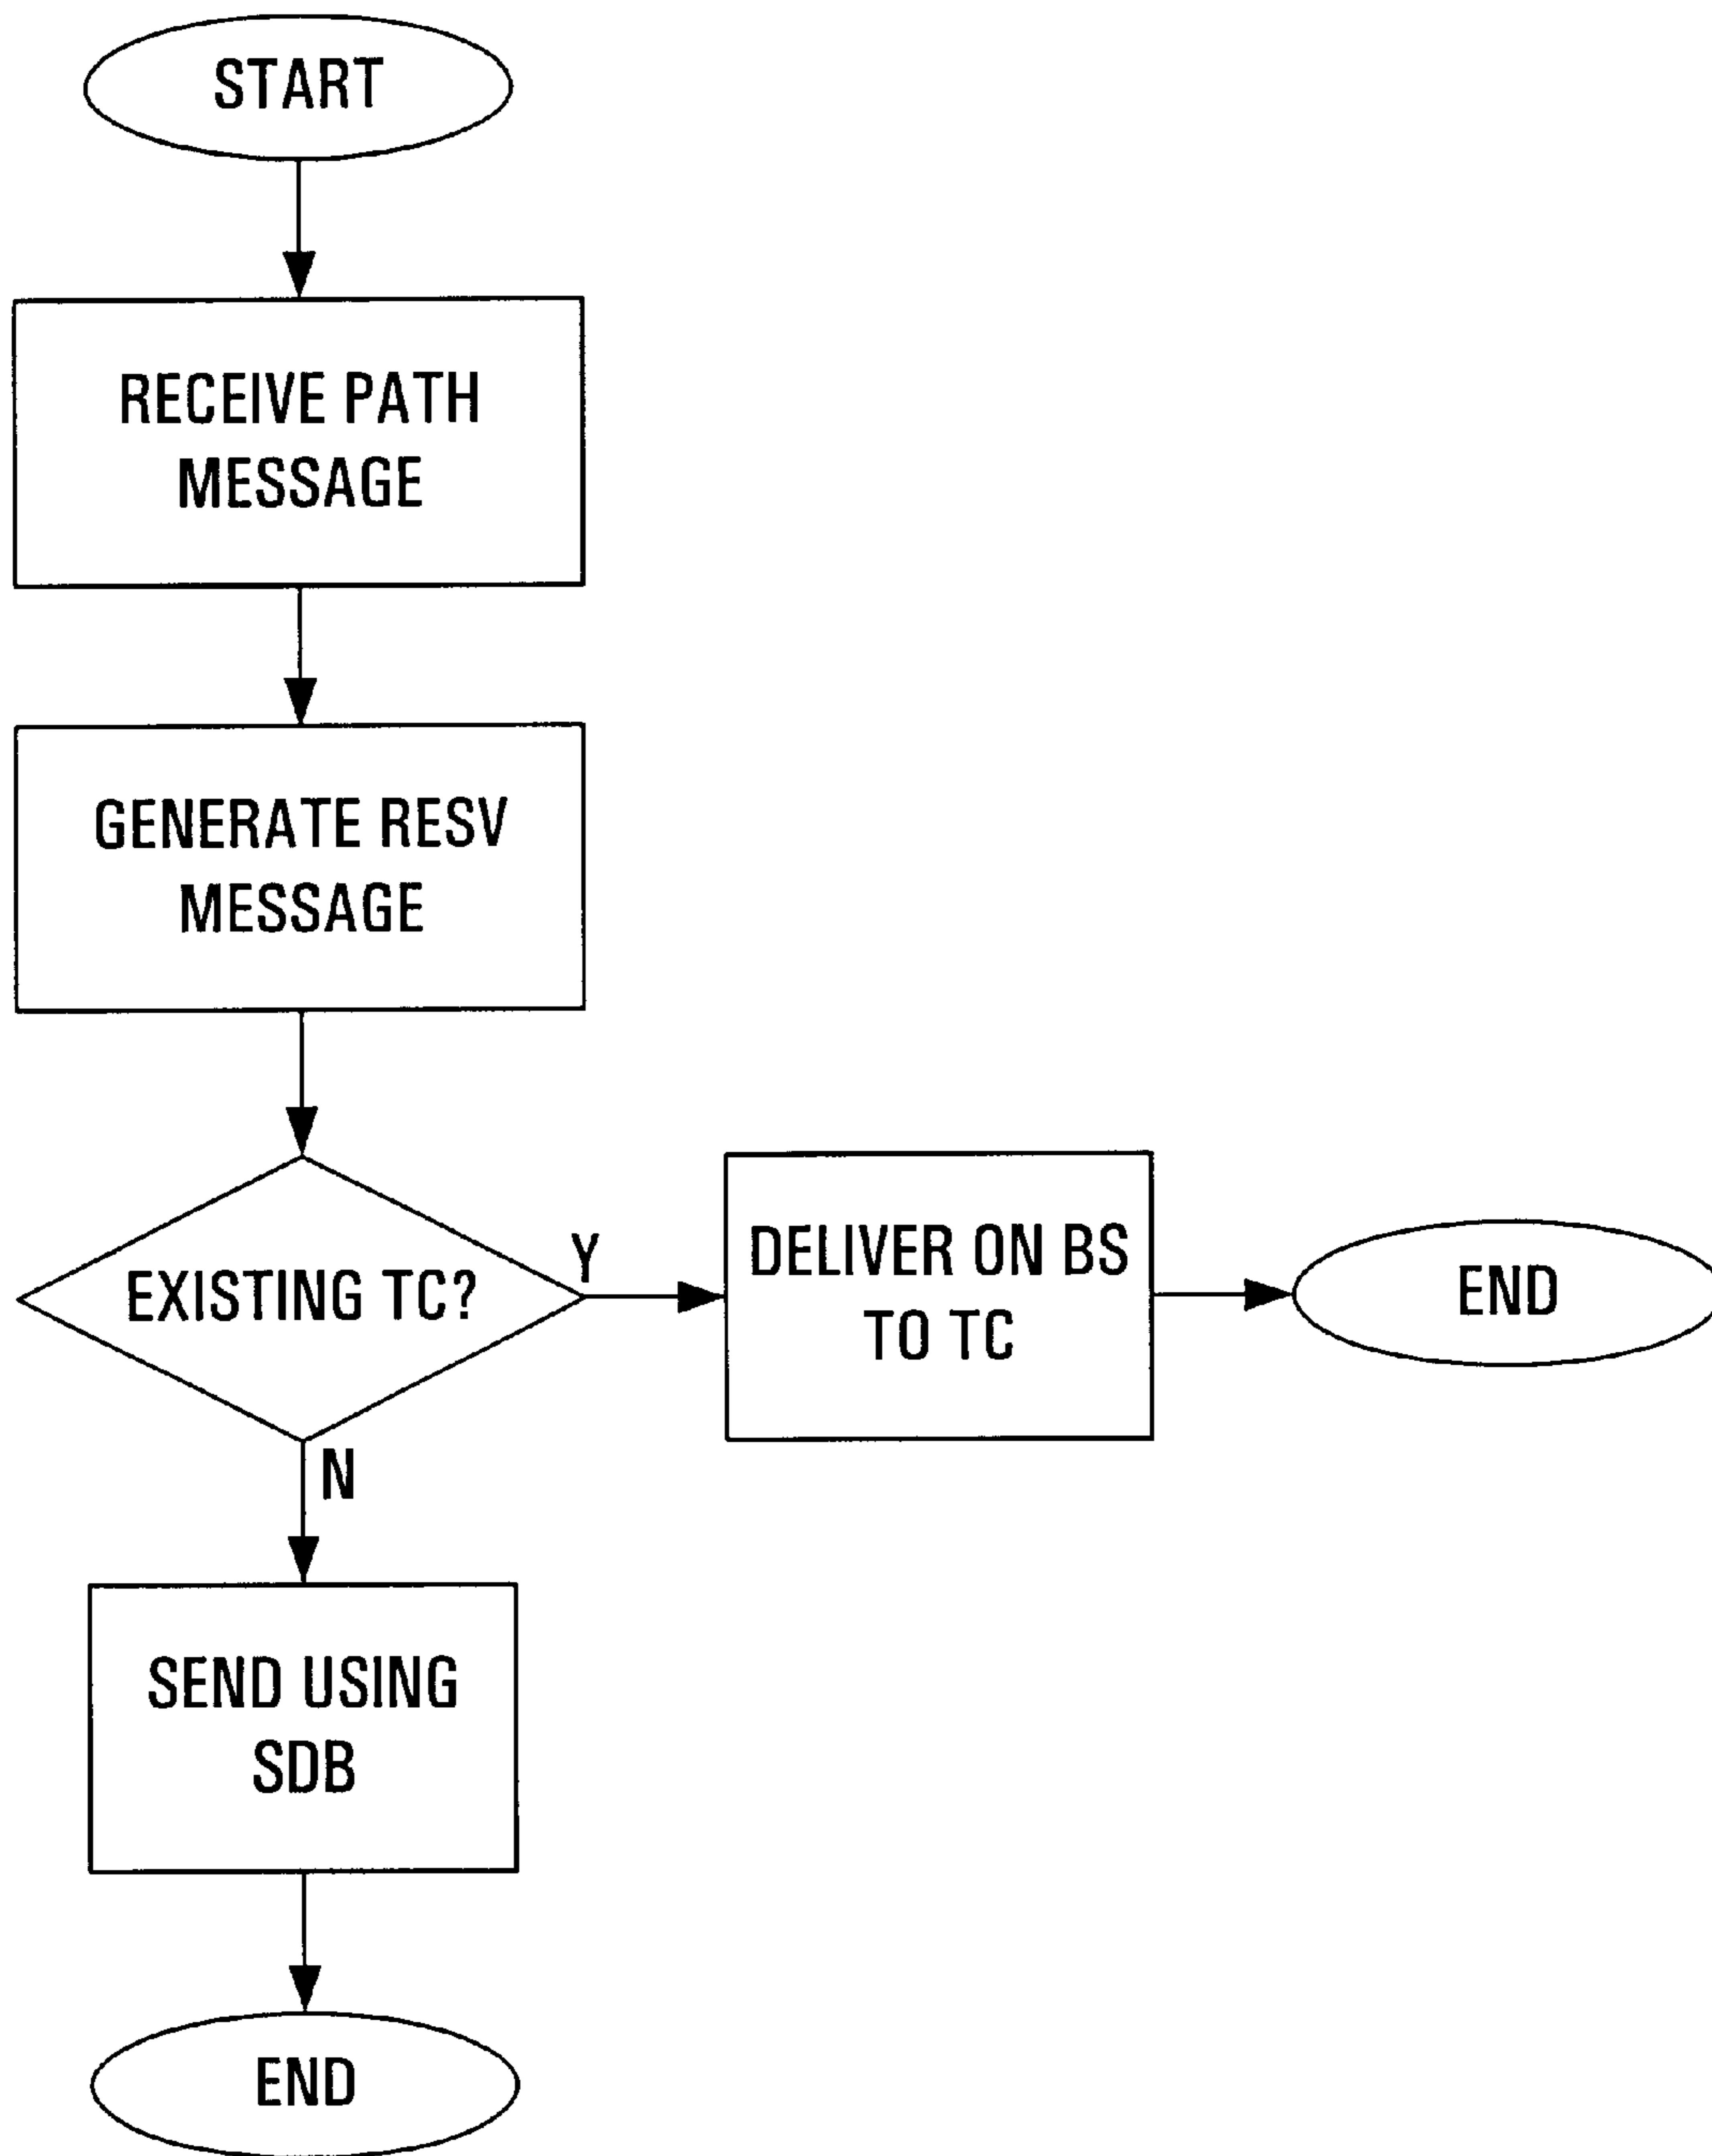 START
RECEIVE PATH
MESSAGE
GENERATE RESV
MESSAGE
EXISTING TC?
Y
DELIVER ON BS
TO TC
END
N
SEND USING
SDB
END